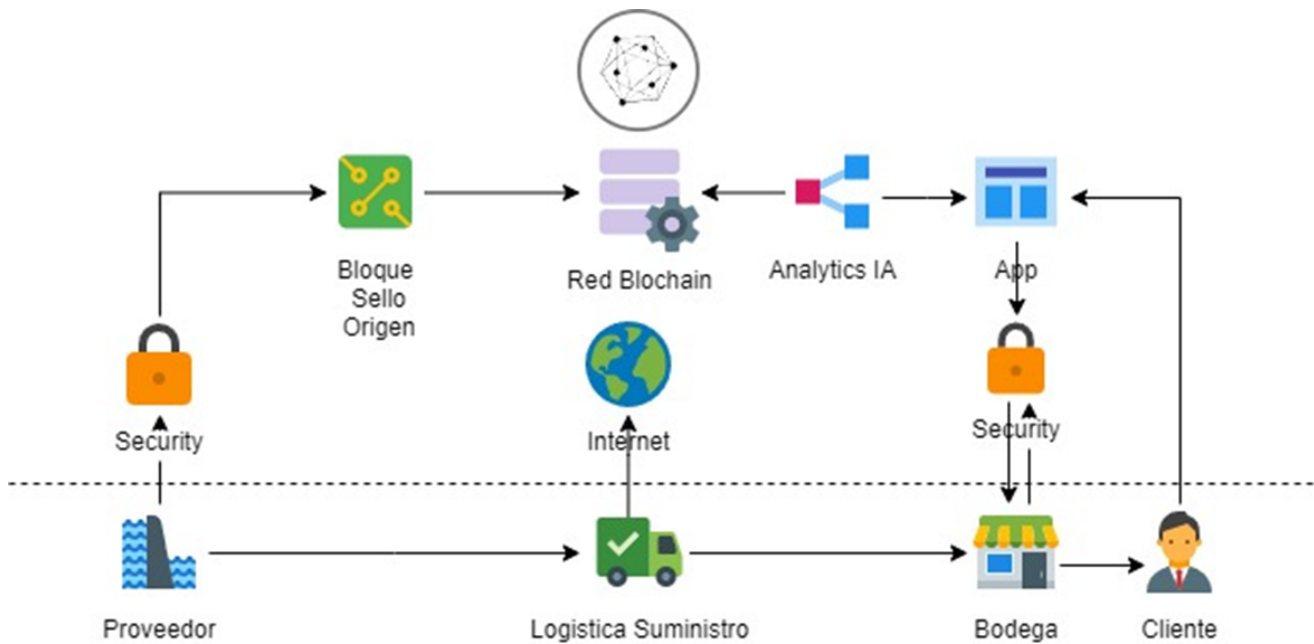 Bloque
Sello
Origen
Red Blochain
Analytics IA
App
Security
Internet
Security
Proveedor
Logistica Suministro
Bodega
Cliente